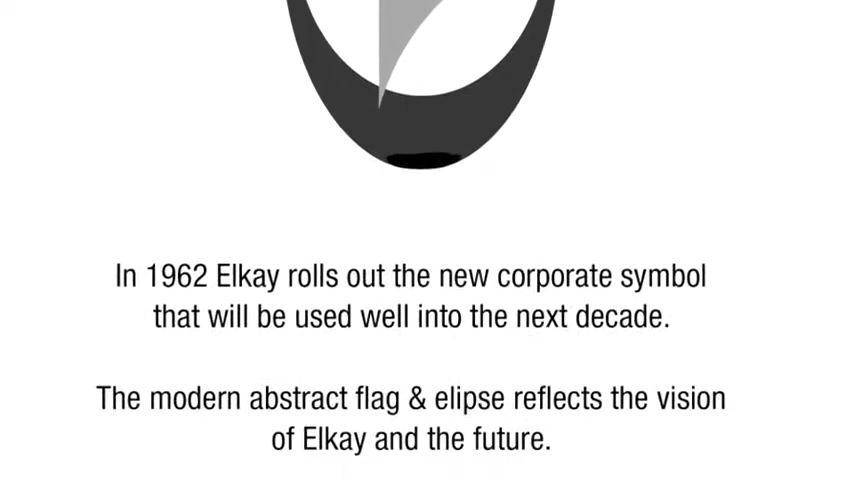 In 1962 Elkay rolls out the new corporate symbol
that will be used well into the next decade.
The modern abstract flag & elipse reflects the vision
of Elkay and the future.